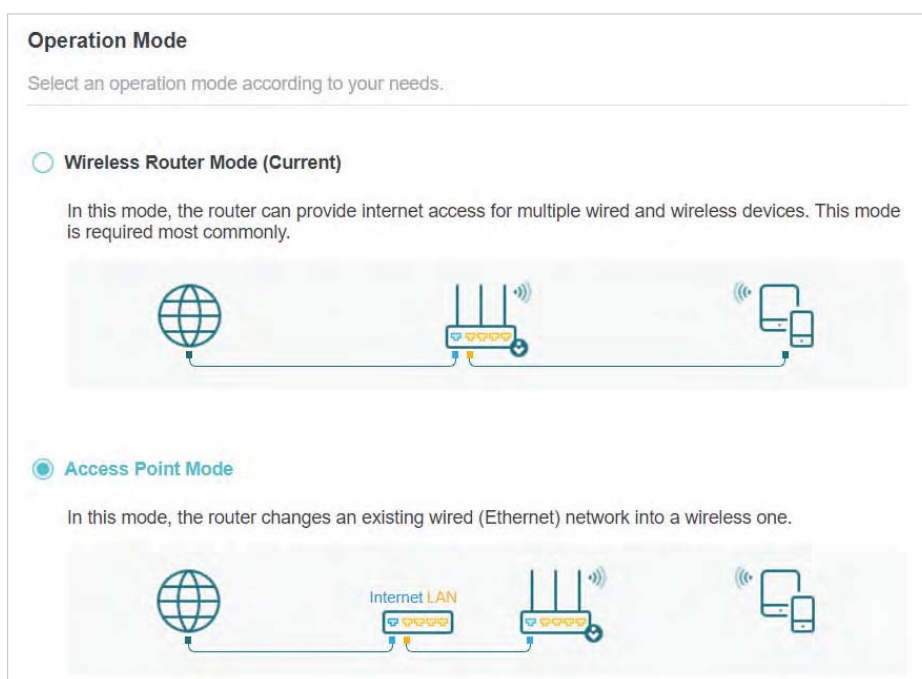 Operation Mode
Select an operation mode according to your needs.
Wireless Router Mode (Current)
In this mode, the router can provide internet access for multiple wired and wireless devices. This mode
is required most commonly.
Access Point Mode
In this mode, the router changes an existing wired (Ethernet) network into a wireless one.
Internet LAN